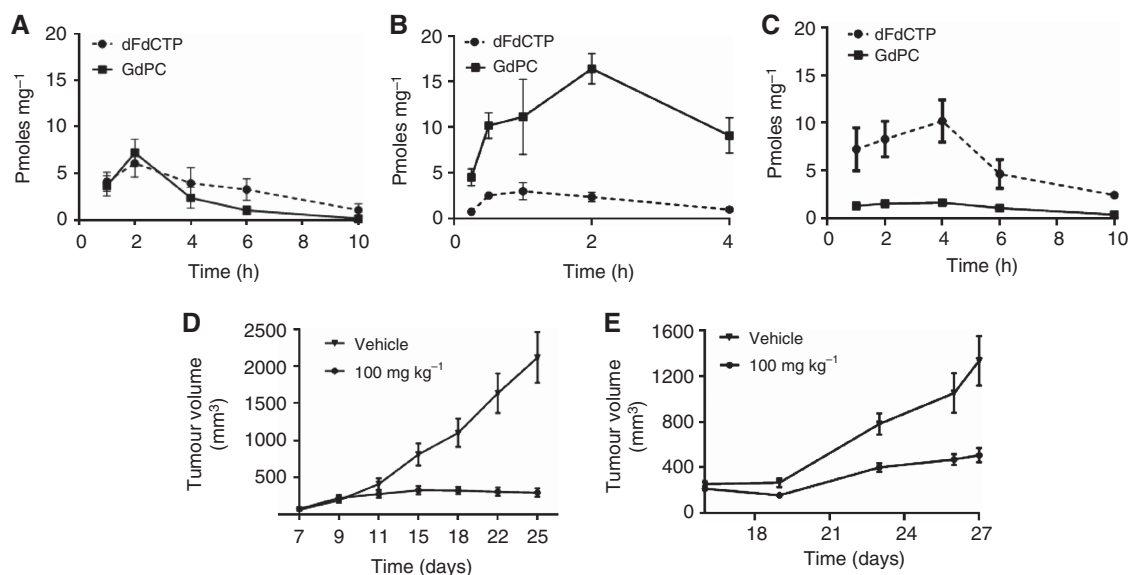 A
dFdCTP
GdPC
20
15
10
5
0
Pmoles mg⁻¹
0 2 4 6 8 10
Time (h)
B
dFdCTP
GdPC
20
15
10
5
0
Pmoles mg⁻¹
0 2 4
Time (h)
C
dFdCTP
GdPC
20
15
10
5
0
Pmoles mg⁻¹
0 2 4 6 8 10
Time (h)
D
Vehicle
100 mg kg⁻¹
2500
2000
1500
1000
500
Tumour volume
(mm³)
7 9 11 15 18 22 25
Time (days)
E
Vehicle
100 mg kg⁻¹
1600
1200
800
400
0
Tumour volume
(mm³)
18 21 24 27
Time (days)